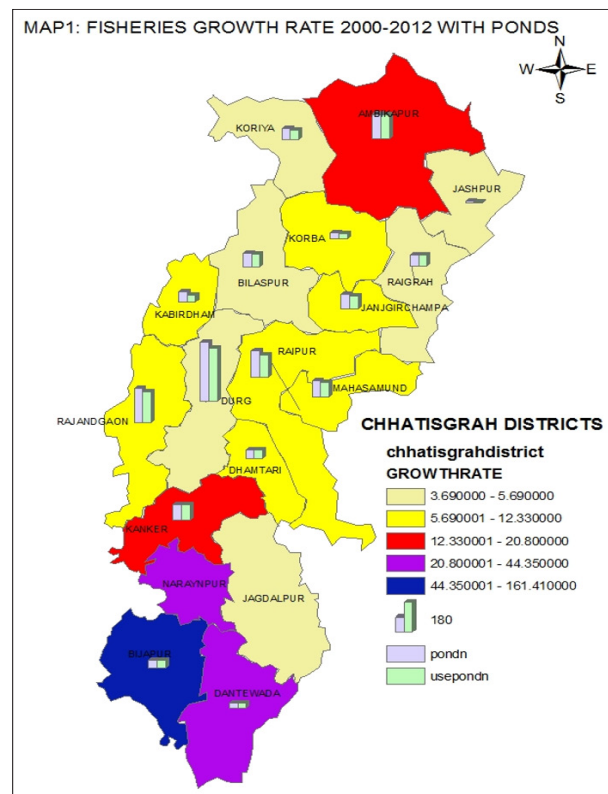 MAP1: FISHERIES GROWTH RATE 2000-2012 WITH PONDS
N
W E
S
AMBIKAPUR
KORIYA
JASHPUR
KORBA
RAIGRAH
BILASPUR
JANJGIRCHAMPA
KABIRDHAM
RAIPUR
MAHASAMUND
DURG
RAJANDGAON
DHAMTARI
KANKER
NARAYNPUR
JAGDALPUR
BIJAPUR
DANTEWADA
CHHATISGRAH DISTRICTS
chhatisgrahdistrict
GROWTHRATE
3.690000 - 5.690000
5.690001 - 12.330000
12.330001 - 20.800000
20.800001 - 44.350000
44.350001 - 161.410000
180
pondn
usepondn